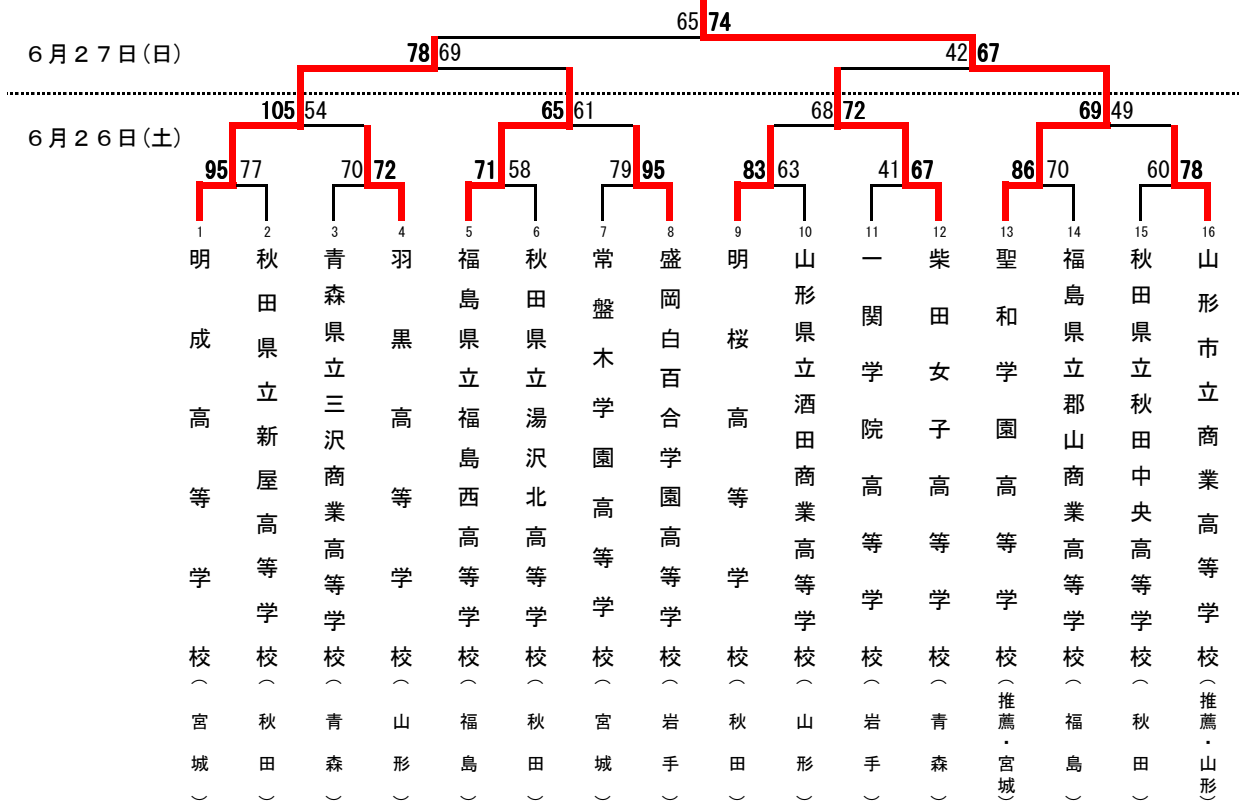 65 74
６月２７日(日)
78 69
42 67
105 54
65 61
68 72
69 49
６月２６日(土)
95 77
70 72
71 58
79 95
83 63
41 67
86 70
60 78
1
2
3
4
5
6
7
8
9
10
11
12
13
14
15
16
明成高等学校（宮城）
秋田県立新屋高等学校（秋田）
青森県立三沢商業高等学校（青森）
羽黒高等学校（山形）
福島県立福島西高等学校（福島）
秋田県立湯沢北高等学校（秋田）
常盤木学園高等学校（宮城）
盛岡白百合学園高等学校（岩手）
明桜高等学校（秋田）
山形県立酒田商業高等学校（山形）
一関学院高等学校（岩手）
柴田女子高等学校（青森）
聖和学園高等学校（推薦・宮城）
福島県立郡山商業高等学校（福島）
秋田県立秋田中央高等学校（秋田）
山形市立商業高等学校（推薦・山形）